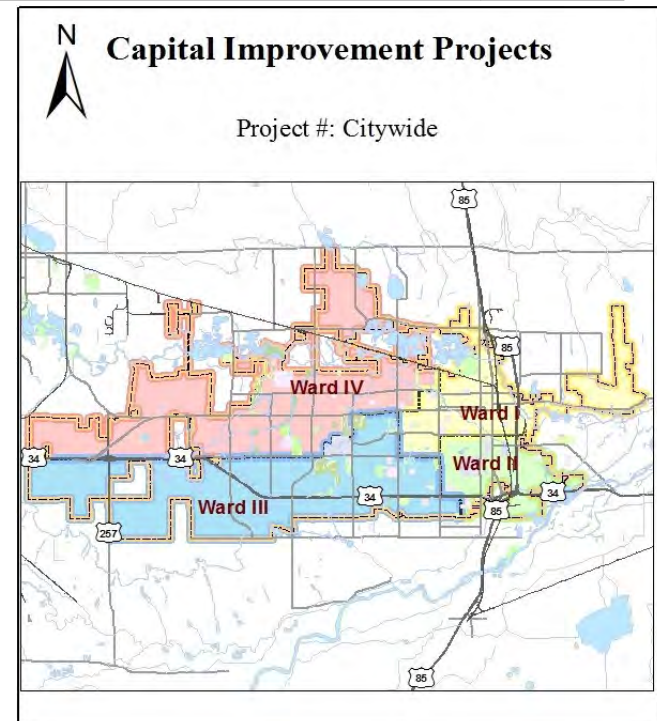 N
Capital Improvement Projects
Project #: Citywide
85
85
Ward IV
Ward I
34
34
Ward II
34
34
Ward III
85
257
85